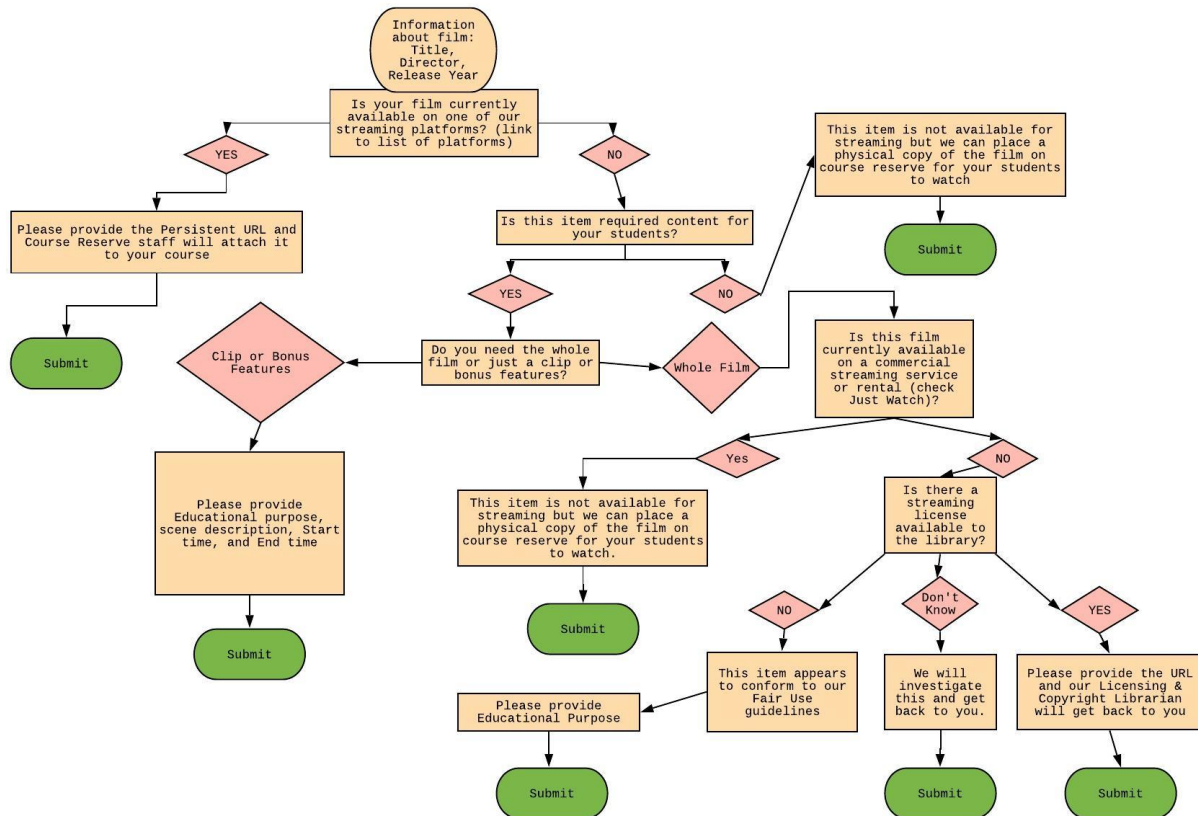 Information
about film:
Title,
Director,
Release Year
Is your film currently
available on one of our
streaming platforms? (link
to list of platforms)
YES
NO
This item is not available for
streaming but we can place a
physical copy of the film on
course reserve for your students
to watch
Please provide the Persistent URL and
Course Reserve staff will attach it
to your course
Is this item required content for
your students?
Submit
YES
NO
Submit
Clip or Bonus
Features
Do you need the whole
film or just a clip or
bonus features?
Whole Film
Is this film
currently available
on a commercial
streaming service
or rental (check
Just Watch)?
Yes
NO
Please provide
Educational purpose,
scene description, Start
time, and End time
This item is not available for
streaming but we can place a
physical copy of the film on
course reserve for your students
to watch.
Is there a
streaming
license
available to
the library?
Submit
Submit
NO
Don't
Know
YES
This item appears
to conform to our
Fair Use
guidelines
We will
investigate
this and get
back to you.
Please provide the URL
and our Licensing &
Copyright Librarian
will get back to you
Please provide
Educational Purpose
Submit
Submit
Submit